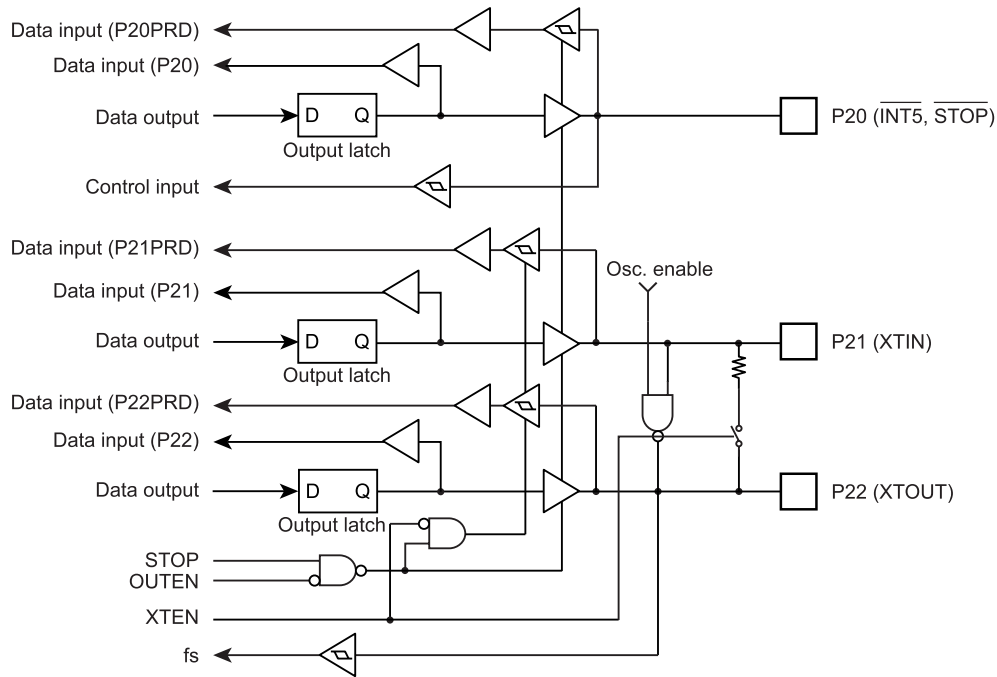 Data input (P20PRD)
Data input (P20)
Data output
D Q
Output latch
P20 (INT5, STOP)
Control input
Data input (P21PRD)
Osc. enable
Data input (P21)
Data output
D Q
Output latch
P21 (XTIN)
Data input (P22PRD)
Data input (P22)
Data output
D Q
Output latch
P22 (XTOUT)
STOP
OUTEN
XTEN
fs